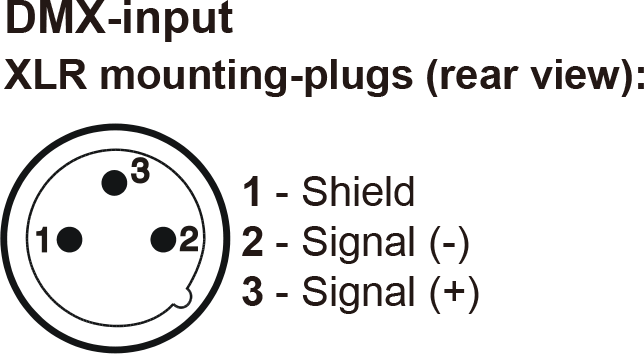 DMX-input
XLR mounting-plugs (rear view):
3
1 2
1 - Shield
2 - Signal (-)
3 - Signal (+)